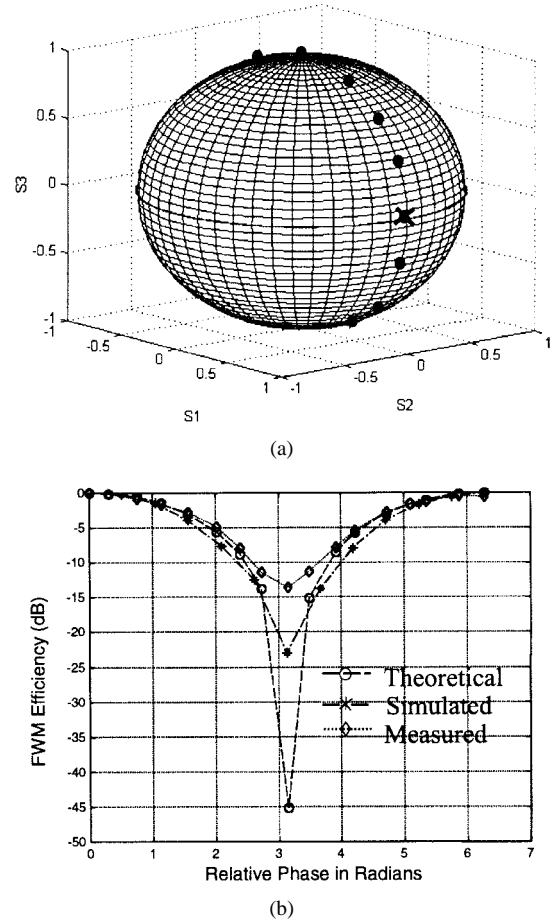 1
0.5
0
-0.5
-1
S3
-1
-0.5
0
0.5
1
S1
-1
-0.5
0
0.5
1
S2
(a)
0
-5
-10
-15
-20
-25
-30
-35
-40
-45
-50
FWM Efficiency (dB)
Theoretical
Simulated
Measured
0 1 2 3 4 5 6 7
Relative Phase in Radians
(b)